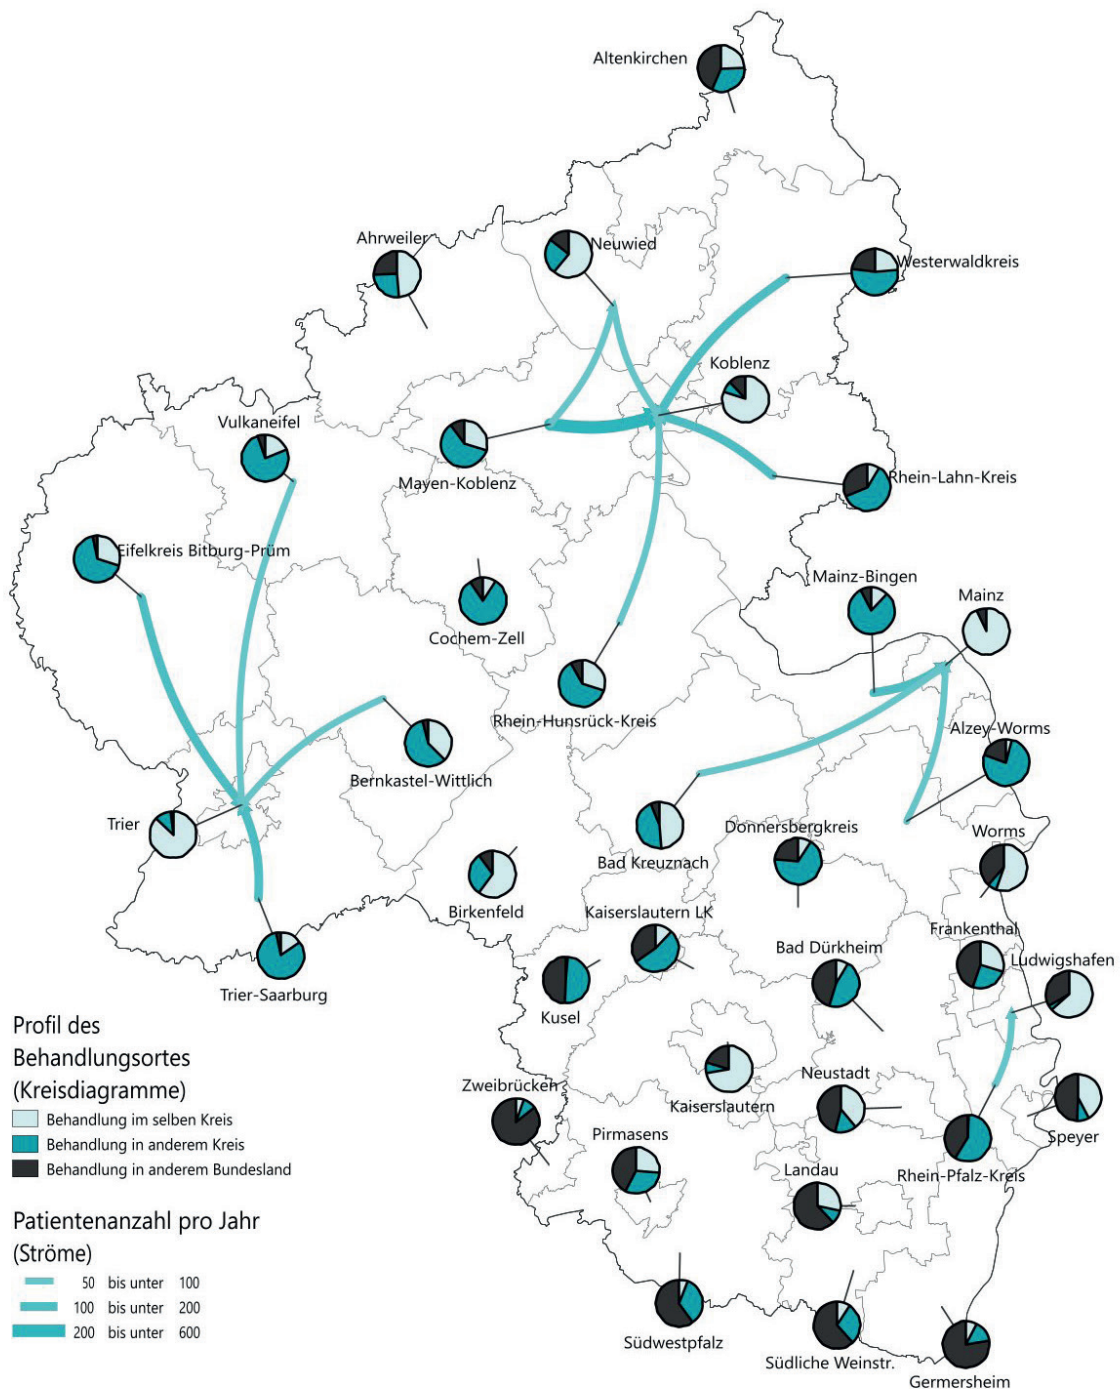 Altenkirchen
Ahrweiler
Neuwied
Westerwaldkreis
Koblenz
Vulkaneifel
Mayen-Koblenz
Rhein-Lahn-Kreis
Eifelkreis Bitburg-Prüm
Mainz-Bingen
Mainz
Cochem-Zell
Rhein-Hunsrück-Kreis
Alzey-Worms
Bernkastel-Wittlich
Trier
Donnersbergkreis
Worms
Bad Kreuznach
Birkenfeld
Kaiserslautern LK
Frankenthal
Bad Dürkheim
Ludwigshafen
Trier-Saarburg
Kusel
Profil des
Behandlungsortes
(Kreisdiagramme)
Behandlung im selben Kreis
Behandlung in anderem Kreis
Behandlung in anderem Bundesland
Zweibrücken
Kaiserslautern
Neustadt
Speyer
Pirmasens
Landau
Rhein-Pfalz-Kreis
Patientenanzahl pro Jahr
(Ströme)
50 bis unter 100
100 bis unter 200
200 bis unter 600
Südwestpfalz
Südliche Weinstr.
Germersheim